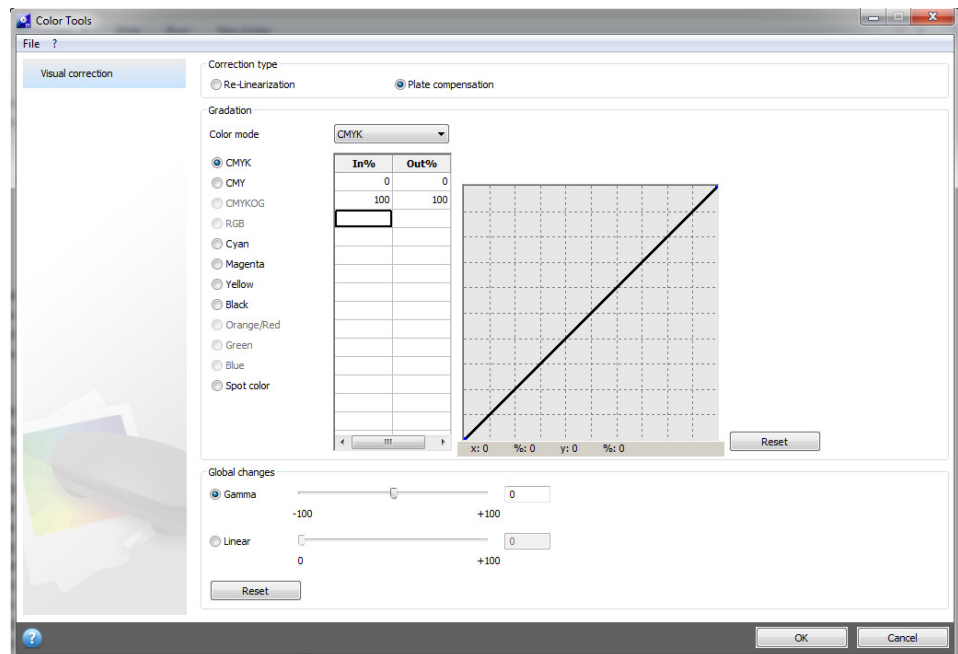 Color Tools
File ?
Visual correction
Correction type
Re-Linearization Plate compensation
Gradation
Color mode CMYK
CMYK
CMY
CMYKOG
RGB
Cyan
Magenta
Yellow
Black
Orange/Red
Green
Blue
Spot color
In% Out%
0 0
100 100
x: 0 %: 0 y: 0 %: 0
Reset
Global changes
Gamma 0
-100 +100
Linear 0
0 +100
Reset
? OK Cancel